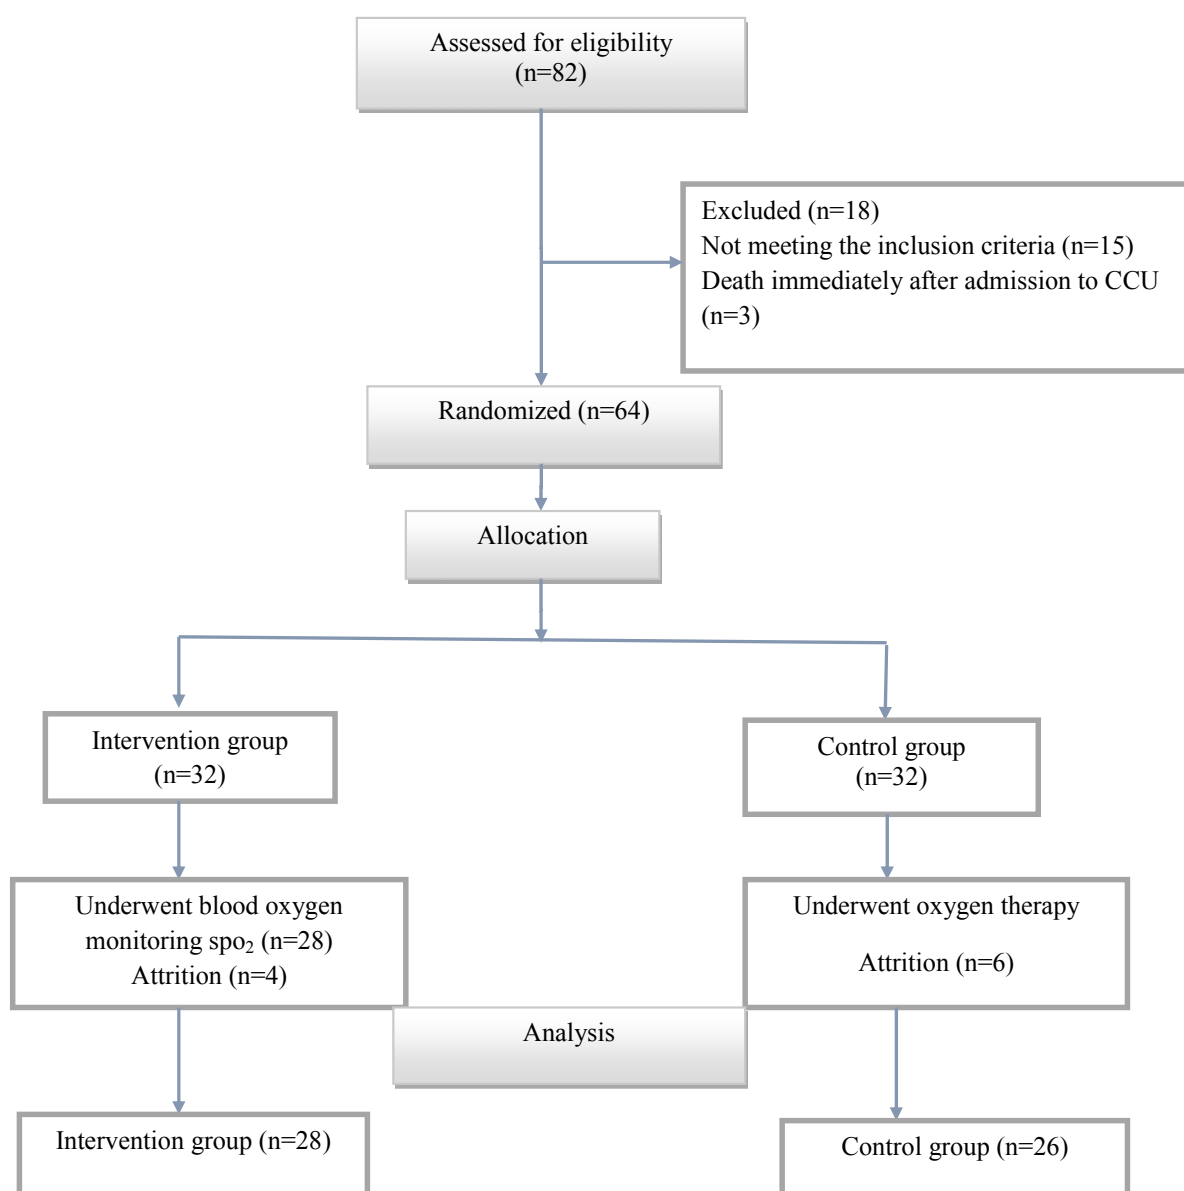 Assessed for eligibility
(n=82)
Excluded (n=18)
Not meeting the inclusion criteria (n=15)
Death immediately after admission to CCU
(n=3)
Randomized (n=64)
Allocation
Intervention group
(n=32)
Control group
(n=32)
Underwent blood oxygen
monitoring spo₂ (n=28)
Attrition (n=4)
Underwent oxygen therapy
Attrition (n=6)
Analysis
Intervention group (n=28)
Control group (n=26)